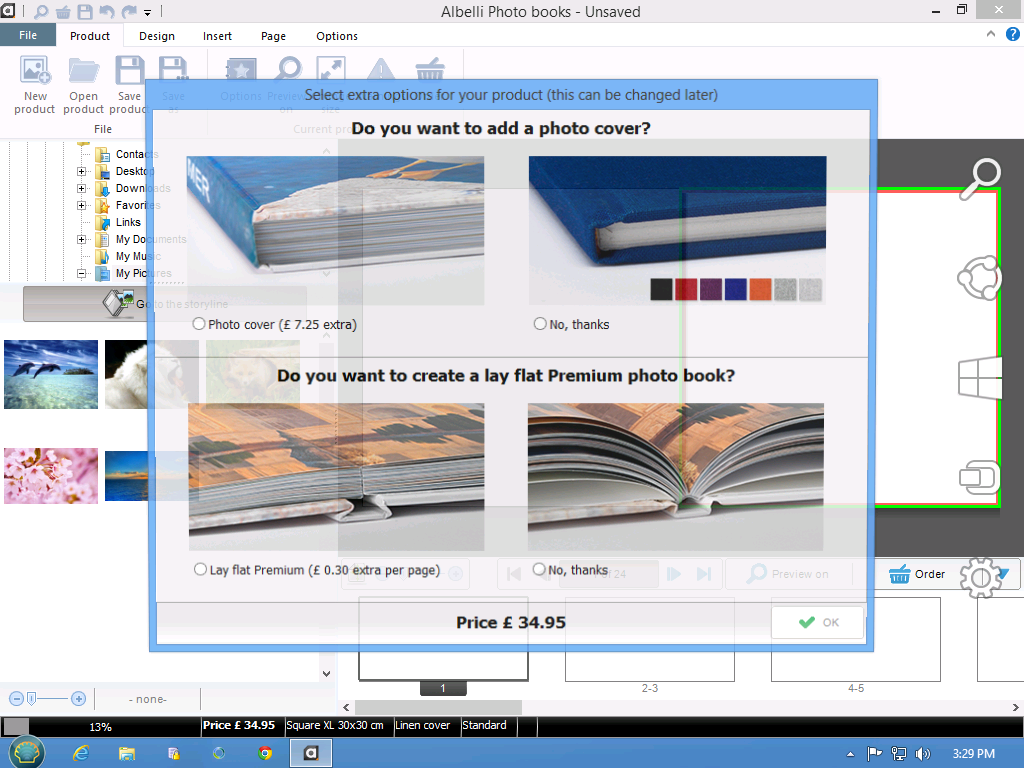 Albelli Photo books - Unsaved
File
Product
Design
Insert
Page
Options
New product
Open product
Save product
Save as
Options
File
Current
Select extra options for your product (this can be changed later)
Do you want to add a photo cover?
Contacts
Desktop
Downloads
Favorites
Links
My Documents
My Music
My Pictures
Go to the storyline
MER
Photo cover (£ 7.25 extra)
No, thanks
Do you want to create a lay flat Premium photo book?
Lay flat Premium (£ 0.30 extra per page)
No, thanks
24
Preview on
Order
Price £ 34.95
OK
1
2-3
4-5
- none-
13%
Price £ 34.95
Square XL 30x30 cm
Linen cover
Standard
3:29 PM